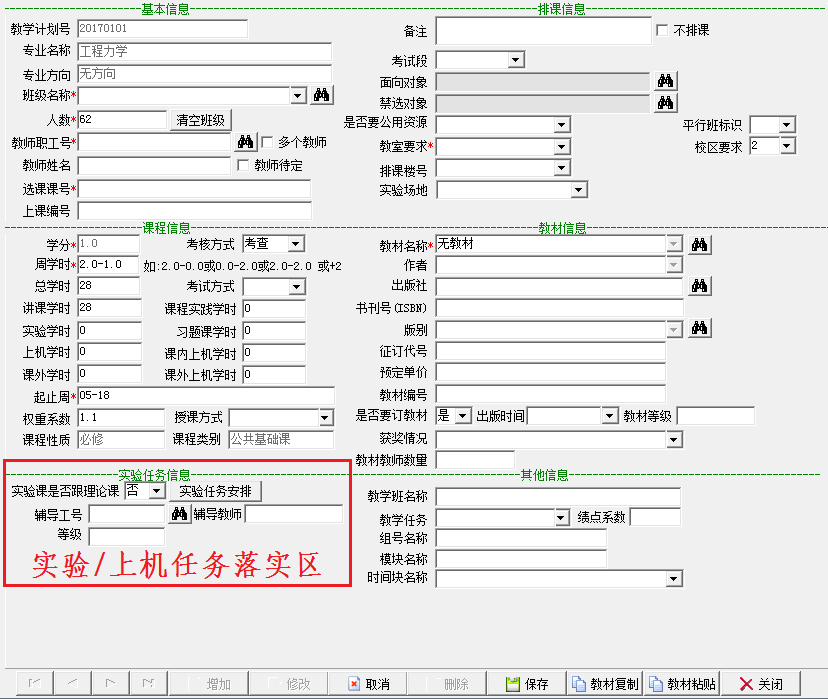 基本信息
教学计划号 20170101
专业名称 工程力学
专业方向 无方向
班级名称*
人数* 62 清空班级
教师职工号* 多个教师
教师姓名 教师待定
选课课号*
上课编号
排课信息
备注 不排课
考试段
面向对象
禁选对象
是否要公用资源 平行班标识
教室要求* 校区要求 2
排课楼号
实验场地
课程信息
学分* 1.0 考核方式 考查
周学时* 2.0-1.0 如:2.0-0.0或0.0-2.0或2.0-2.0 或+2
总学时 28 考试方式
讲课学时 28 课程实践学时 0
实验学时 0 习题课学时 0
上机学时 0 课内上机学时 0
课外学时 0 课外上机学时 0
起止周* 05-18
权重系数 1.1 授课方式
课程性质 必修 课程类别 公共基础课
教材信息
教材名称* 无教材
作者
出版社
书刊号(ISBN)
版别
征订代号
预定单价
教材编号
是否要订教材 是 出版时间 教材等级
获奖情况
教材教师数量
实验任务信息
实验课是否跟理论课 否 实验任务安排
辅导工号 辅导教师
等级
实验/上机任务落实区
其他信息
教学班名称
教学任务 绩点系数
组号名称
模块名称
时间块名称
增加 修改 取消 删除 保存 教材复制 教材粘贴 关闭